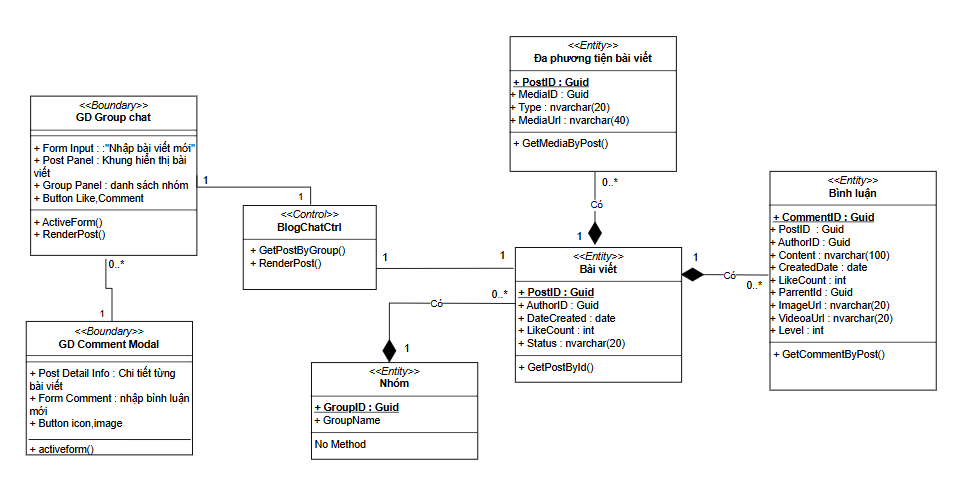 <<Entity>>
Đa phương tiện bài viết
+ PostID : Guid
+ MediaID : Guid
+ Type : nvarchar(20)
+ MediaUrl : nvarchar(40)
+ GetMediaByPost()
0..*
Có
1
<<Boundary>>
GD Group chat
+ Form Input : :"Nhập bài viết mới"
+ Post Panel : Khung hiển thị bài
viết
+ Group Panel : danh sách nhóm
+ Button Like,Comment
+ ActiveForm()
+ RenderPost()
1
1
0..*
1
<<Control>>
BlogChatCtrl
+ GetPostByGroup()
+ RenderPost()
1
1
<<Entity>>
Bài viết
+ PostID : Guid
+ AuthorID : Guid
+ DateCreated : date
+ LikeCount : int
+ Status : nvarchar(20)
+ GetPostById()
1
Có
0..*
<<Entity>>
Bình luận
+ CommentID : Guid
+ PostID : Guid
+ AuthorID : Guid
+ Content : nvarchar(100)
+ CreatedDate : date
+ LikeCount : int
+ ParrentId : Guid
+ ImageUrl : nvarchar(20)
+ VideoaUrl : nvarchar(20)
+ Level : int
+ GetCommentByPost()
0..*
Có
1
<<Boundary>>
GD Comment Modal
+ Post Detail Info : Chi tiết từng
bài viết
+ Form Comment : nhập bình luận
mới
+ Button icon,image
+ activeform()
<<Entity>>
Nhóm
+ GroupID : Guid
+ GroupName
No Method